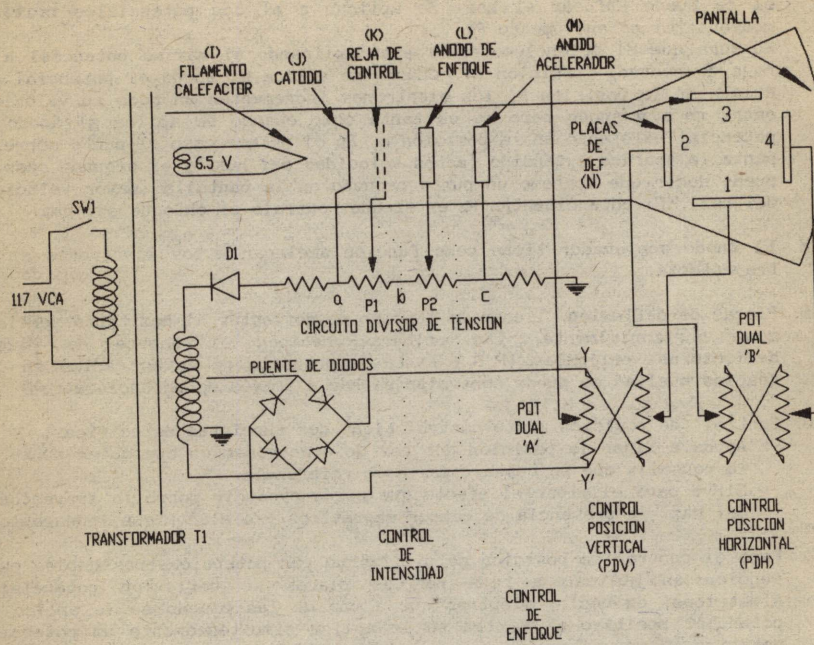 PANTALLA
(I)
FILAMENTO
CALEFACTOR
(J)
CATODO
(K)
REJA DE
CONTROL
(L)
ANODO DE
ENFOQUE
(M)
ANODO
ACELERADOR
3
PLACAS
DE
DEF
(N)
2
4
1
6.5 V
SW1
117 VCA
D1
a
P1
b
P2
c
CIRCUITO DIVISOR DE TENSION
PUENTE DE DIODOS
POT
DUAL
'A'
Y'
POT
DUAL
'B'
TRANSFORMADOR T1
CONTROL
DE
INTENSIDAD
CONTROL
POSICION
VERTICAL
(PDV)
CONTROL
POSICION
HORIZONTAL
(PDH)
CONTROL
DE
ENFOQUE